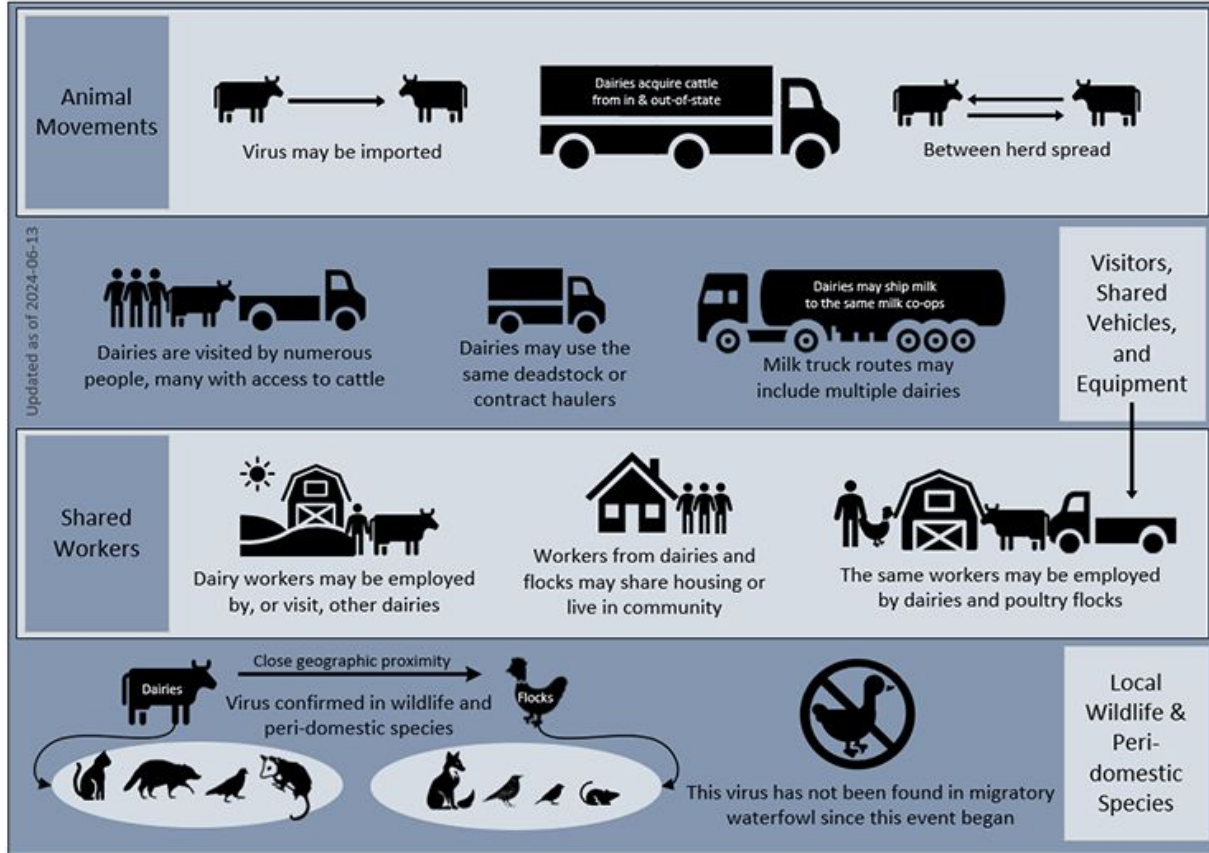 Animal
Movements
Virus may be imported
Dairies acquire cattle
from in & out-of-state
Between herd spread
Updated as of 2024-06-13
Dairies are visited by numerous
people, many with access to cattle
Dairies may use the
same deadstock or
contract haulers
Dairies may ship milk
to the same milk co-ops
Milk truck routes may
include multiple dairies
Visitors,
Shared
Vehicles,
and
Equipment
Shared
Workers
Dairy workers may be employed
by, or visit, other dairies
Workers from dairies and
flocks may share housing or
live in community
The same workers may be employed
by dairies and poultry flocks
Dairies
Close geographic proximity
Virus confirmed in wildlife and
peri-domestic species
Flocks
This virus has not been found in migratory
waterfowl since this event began
Local
Wildlife &
Peri-
domestic
Species